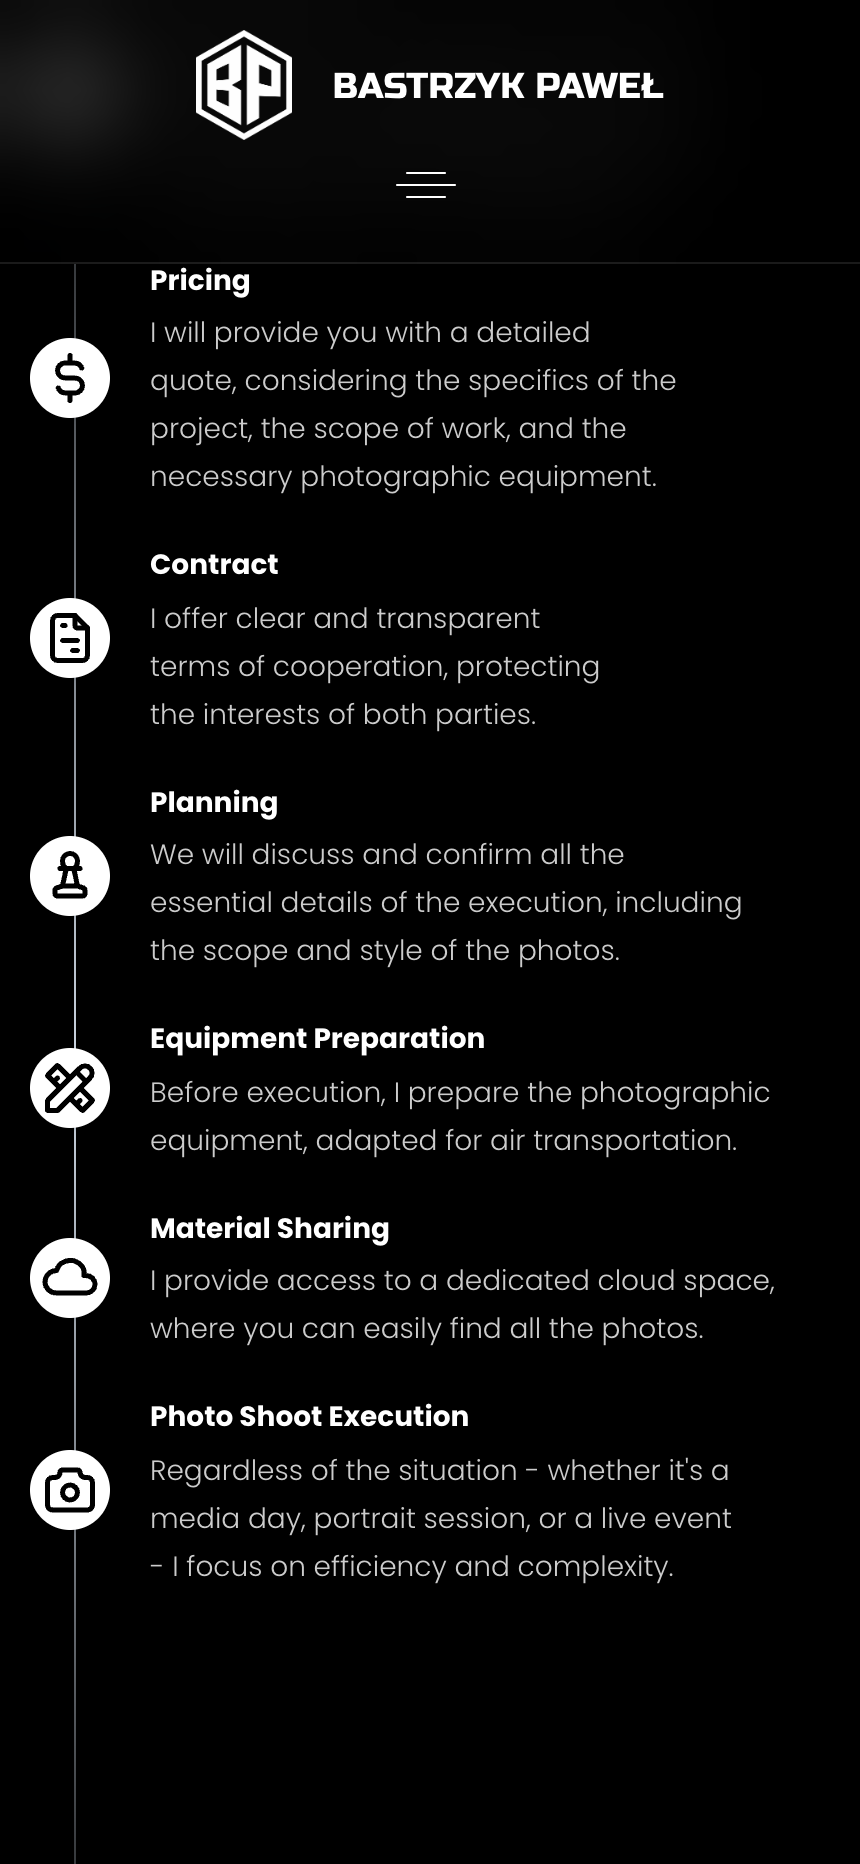 BP
BASTRZYK PAWEŁ
Pricing
I will provide you with a detailed
quote, considering the specifics of the
project, the scope of work, and the
necessary photographic equipment.
Contract
I offer clear and transparent
terms of cooperation, protecting
the interests of both parties.
Planning
We will discuss and confirm all the
essential details of the execution, including
the scope and style of the photos.
Equipment Preparation
Before execution, I prepare the photographic
equipment, adapted for air transportation.
Material Sharing
I provide access to a dedicated cloud space,
where you can easily find all the photos.
Photo Shoot Execution
Regardless of the situation - whether it's a
media day, portrait session, or a live event
- I focus on efficiency and complexity.